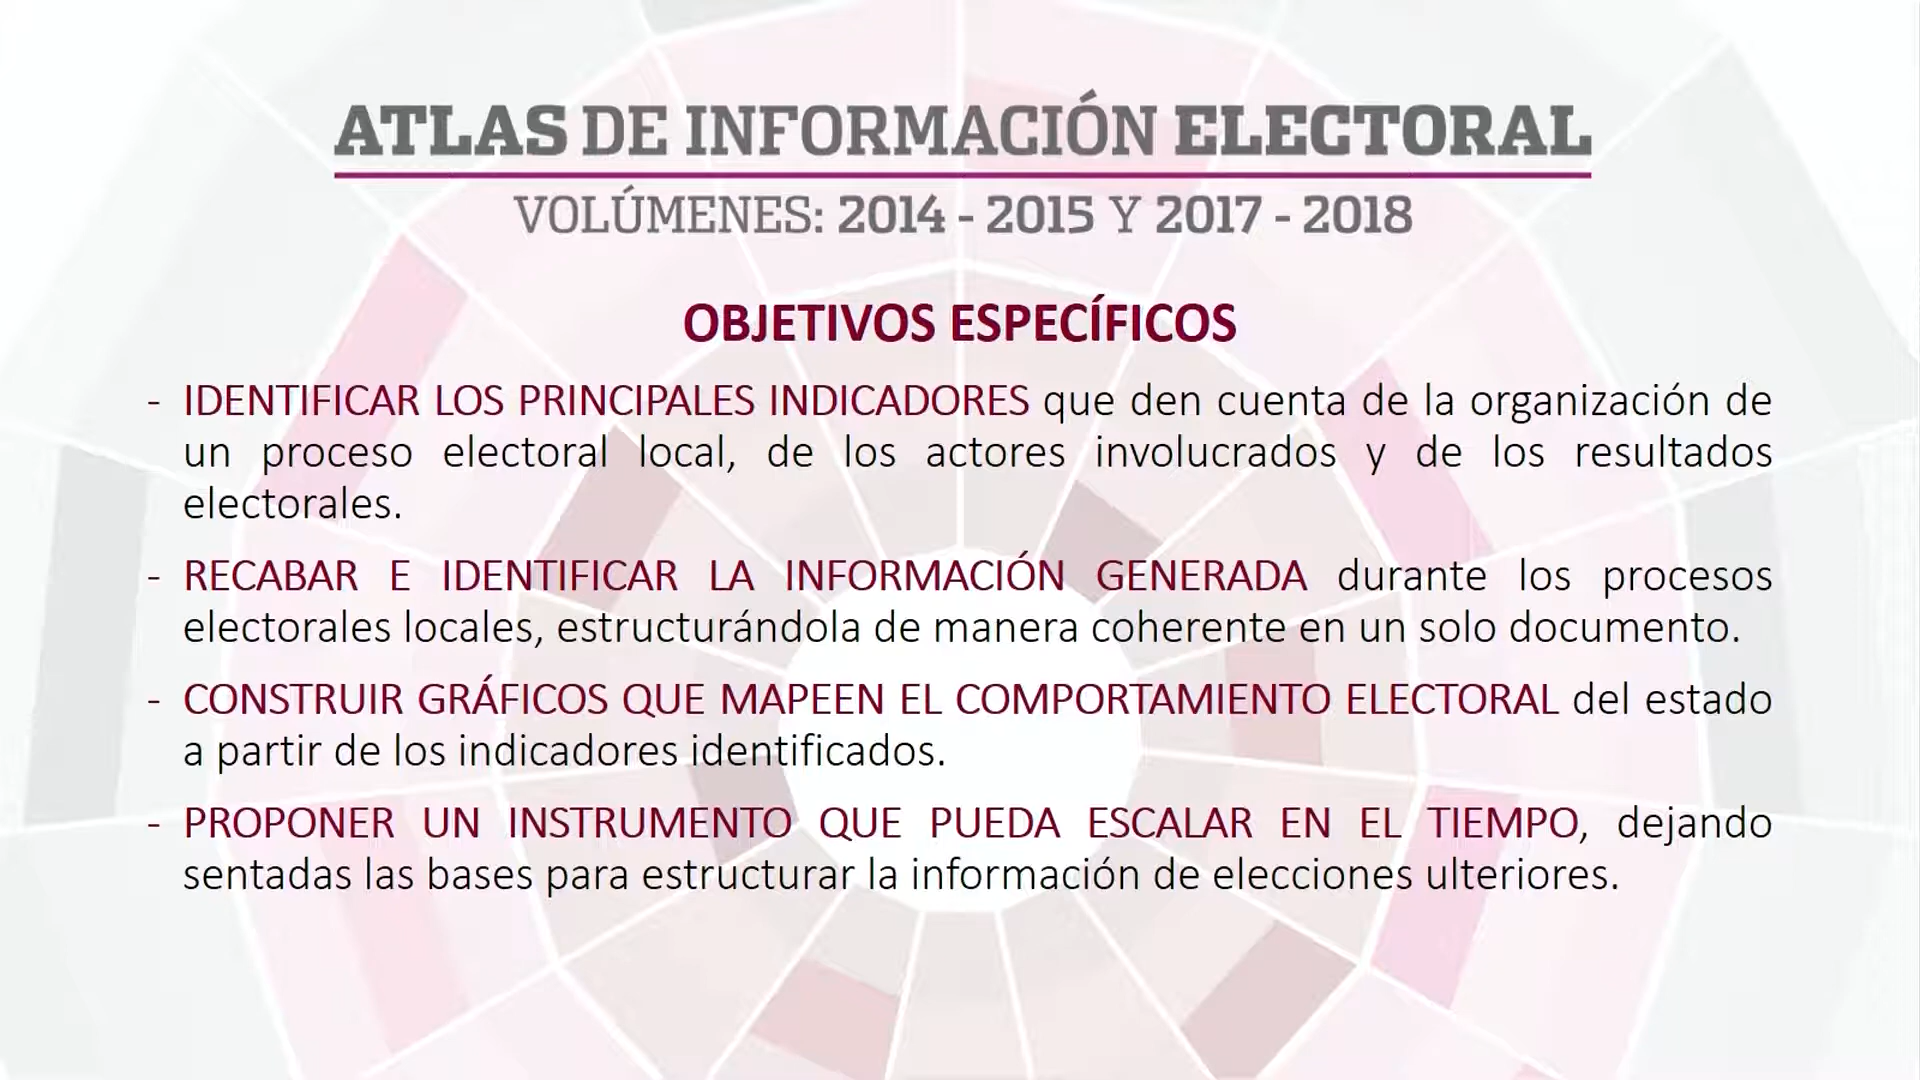 ATLAS DE INFORMACIÓN ELECTORAL
VOLÚMENES: 2014 - 2015 Y 2017 - 2018
OBJETIVOS ESPECÍFICOS
- IDENTIFICAR LOS PRINCIPALES INDICADORES que den cuenta de la organización de
un proceso electoral local, de los actores involucrados y de los resultados
electorales.
- RECABAR E IDENTIFICAR LA INFORMACIÓN GENERADA durante los procesos
electorales locales, estructurándola de manera coherente en un solo documento.
- CONSTRUIR GRÁFICOS QUE MAPEEN EL COMPORTAMIENTO ELECTORAL del estado
a partir de los indicadores identificados.
- PROPONER UN INSTRUMENTO QUE PUEDA ESCALAR EN EL TIEMPO, dejando
sentadas las bases para estructurar la información de elecciones ulteriores.